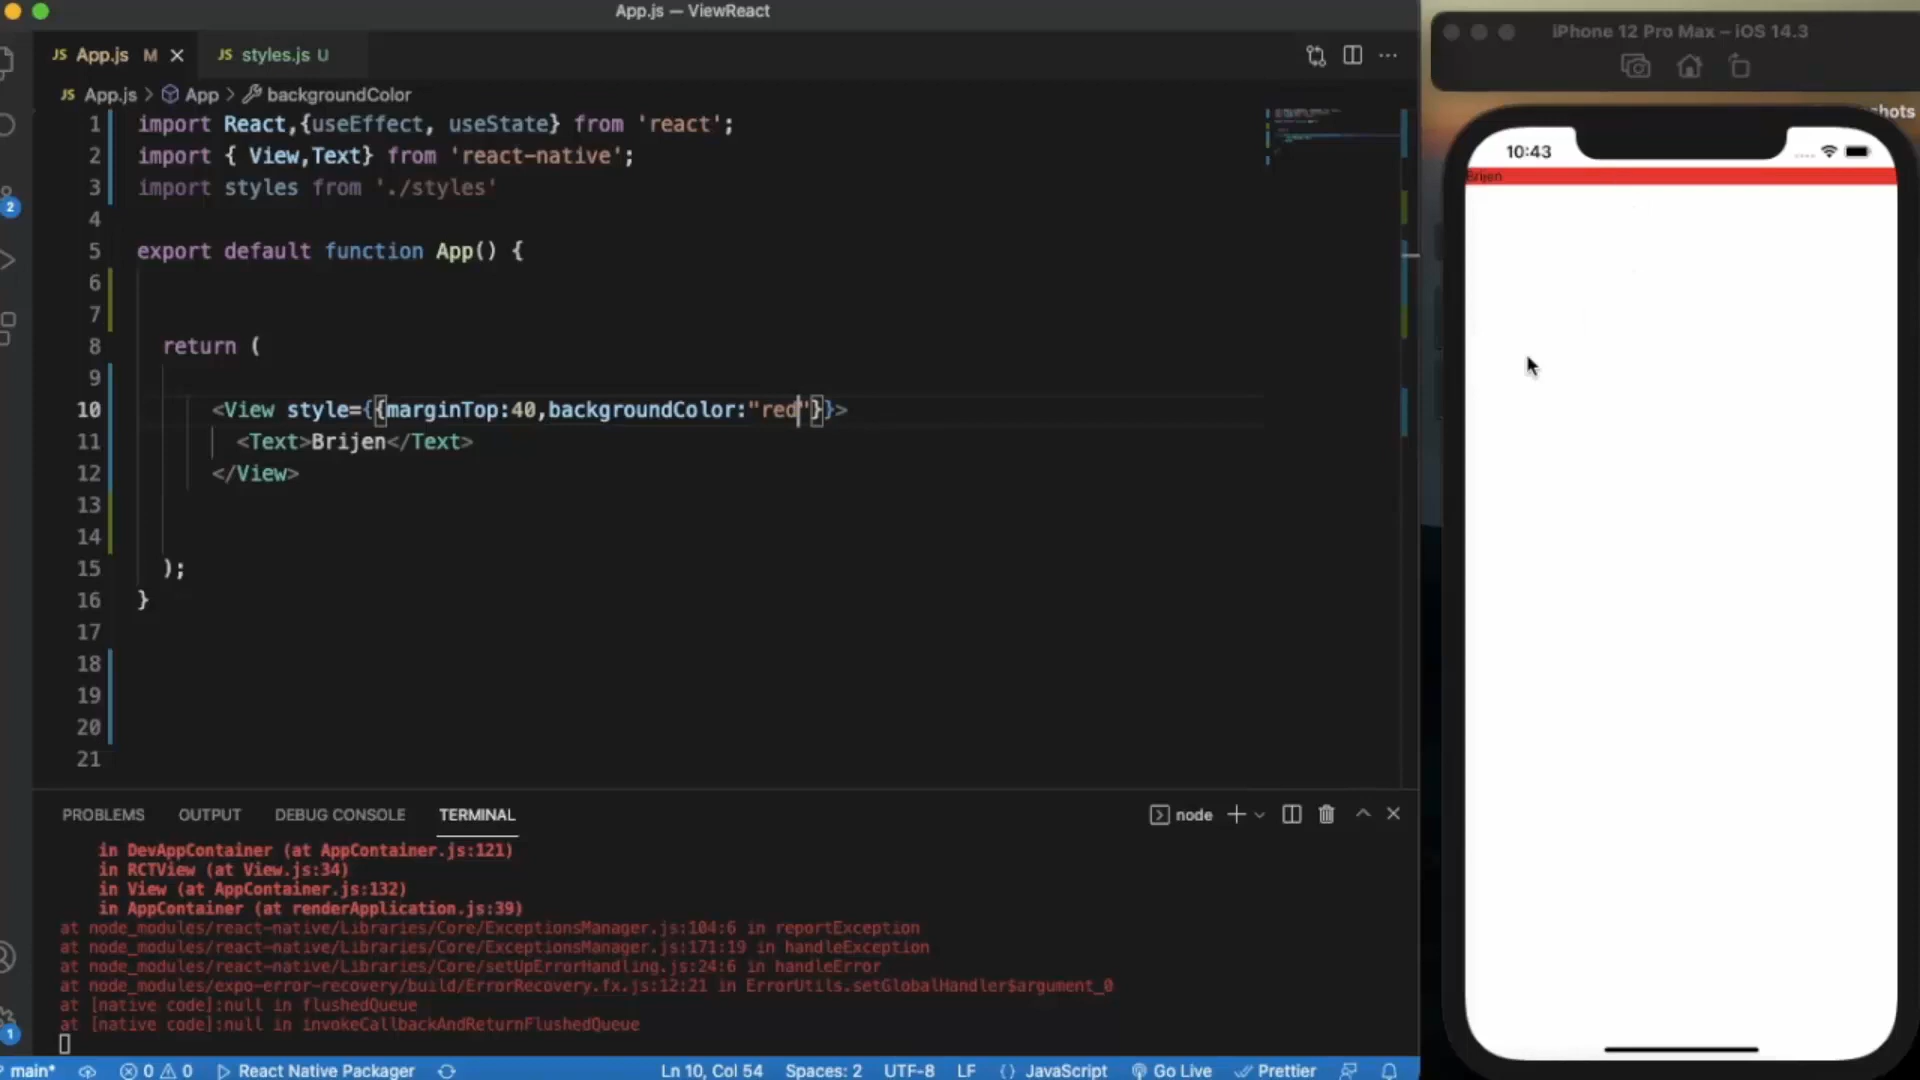 App.js — ViewReact
JS App.js M
JS styles.js U
JS App.js > App > backgroundColor
1 import React,{useEffect, useState} from 'react';
2 import { View,Text} from 'react-native';
3 import styles from './styles'
4
5 export default function App() {
6
7
8 return (
9
10 <View style={{marginTop:40,backgroundColor:"red"}}>
11 <Text>Brijen</Text>
12 </View>
13
14
15 );
16 }
17
18
19
20
21
2
1
PROBLEMS OUTPUT DEBUG CONSOLE TERMINAL
node
in DevAppContainer (at AppContainer.js:121)
in RCTView (at View.js:34)
in View (at AppContainer.js:132)
in AppContainer (at renderApplication.js:39)
at node_modules/react-native/Libraries/Core/ExceptionsManager.js:104:6 in reportException
at node_modules/react-native/Libraries/Core/ExceptionsManager.js:171:19 in handleException
at node_modules/react-native/Libraries/Core/setUpErrorHandling.js:24:6 in handleError
at node_modules/expo-error-recovery/build/ErrorRecovery.fx.js:12:21 in ErrorUtils.setGlobalHandler$argument_0
at [native code]:null in flushedQueue
at [native code]:null in invokeCallbackAndReturnFlushedQueue
main* 0 0 React Native Packager Ln 10, Col 54 Spaces: 2 UTF-8 LF {} JavaScript Go Live Prettier
iPhone 12 Pro Max – iOS 14.3
hots
10:43
Brijen